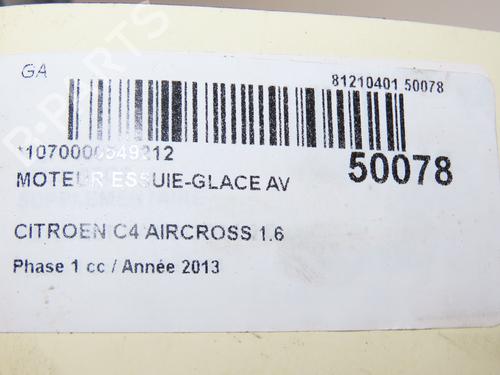 GA
81210401 50078
*1070000549212
50078
MOTEUR ESSUIE-GLACE AV
CITROEN C4 AIRCROSS 1.6
Phase 1 cc / Année 2013